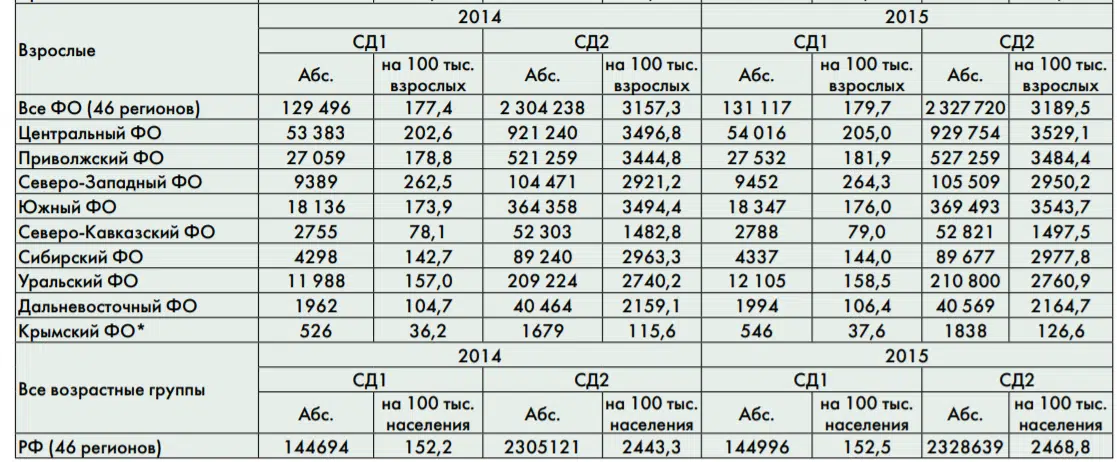 Взрослые 2014 2015
СД1 СД2 СД1 СД2
Абс. на 100 тыс. взрослых Абс. на 100 тыс. взрослых Абс. на 100 тыс. взрослых Абс. на 100 тыс. взрослых
Все ФО (46 регионов) 129 496 177,4 2 304 238 3157,3 131 117 179,7 2 327 720 3189,5
Центральный ФО 53 383 202,6 921 240 3496,8 54 016 205,0 929 754 3529,1
Приволжский ФО 27 059 178,8 521 259 3444,8 27 532 181,9 527 259 3484,4
Северо-Западный ФО 9389 262,5 104 471 2921,2 9452 264,3 105 509 2950,2
Южный ФО 18 136 173,9 364 358 3494,4 18 347 176,0 369 493 3543,7
Северо-Кавказский ФО 2755 78,1 52 303 1482,8 2788 79,0 52 821 1497,5
Сибирский ФО 4298 142,7 89 240 2963,3 4337 144,0 89 677 2977,8
Уральский ФО 11 988 157,0 209 224 2740,2 12 105 158,5 210 800 2760,9
Дальневосточный ФО 1962 104,7 40 464 2159,1 1994 106,4 40 569 2164,7
Крымский ФО* 526 36,2 1679 115,6 546 37,6 1838 126,6
Все возрастные группы 2014 2015
СД1 СД2 СД1 СД2
Абс. на 100 тыс. населения Абс. на 100 тыс. населения Абс. на 100 тыс. населения Абс. на 100 тыс. населения
РФ (46 регионов) 144694 152,2 2305121 2443,3 144996 152,5 2328639 2468,8